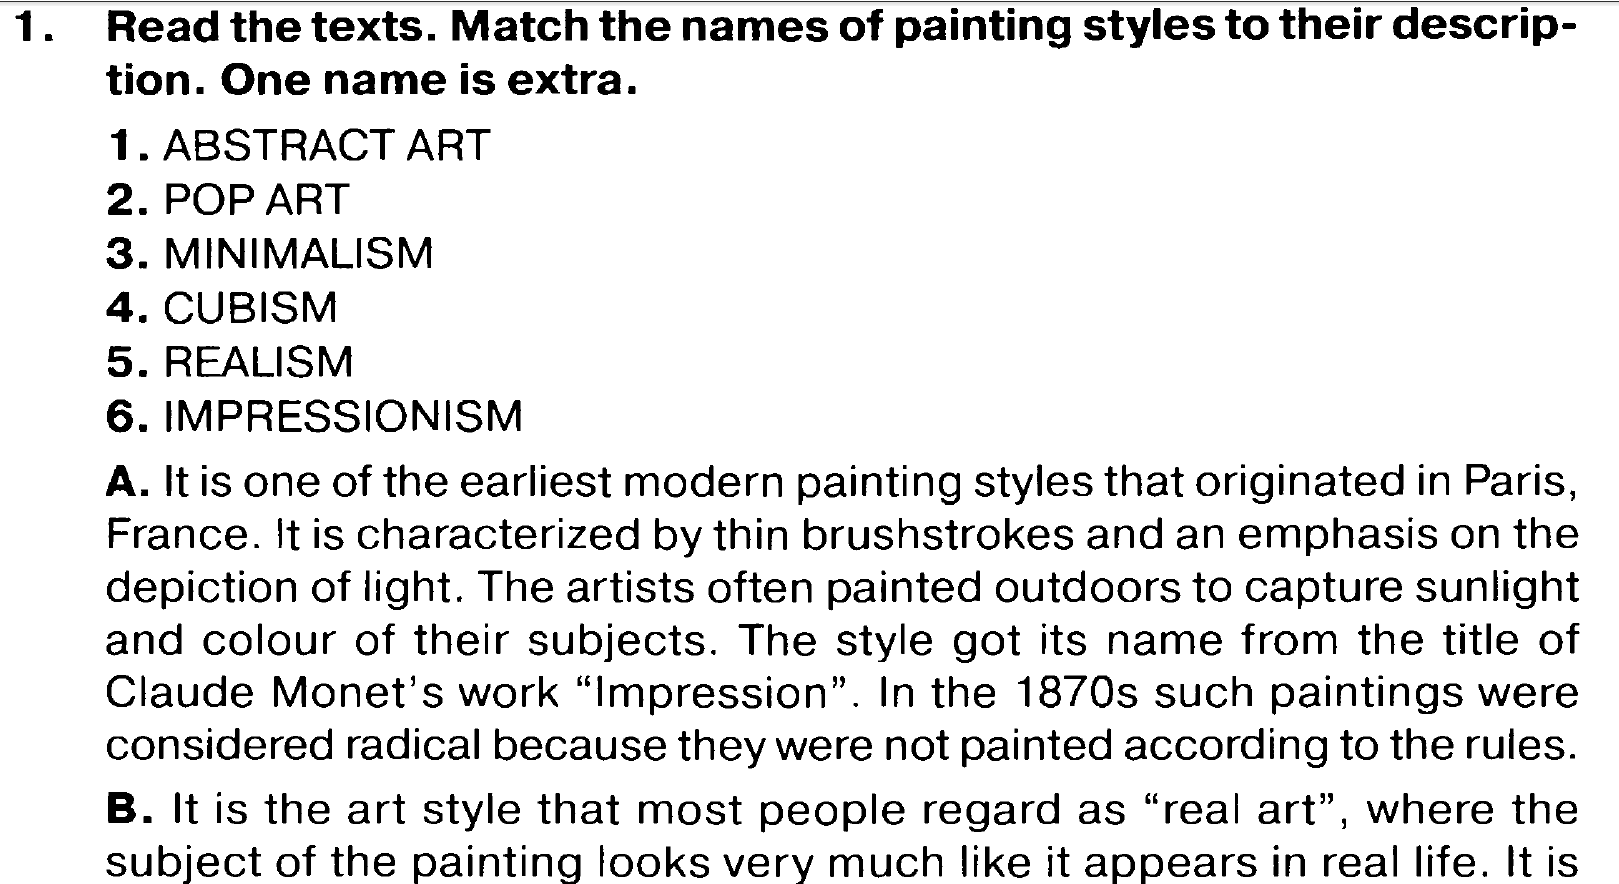 1. Read the texts. Match the names of painting styles to their descrip-
tion. One name is extra.
1. ABSTRACT ART
2. POP ART
3. MINIMALISM
4. CUBISM
5. REALISM
6. IMPRESSIONISM
A. It is one of the earliest modern painting styles that originated in Paris,
France. It is characterized by thin brushstrokes and an emphasis on the
depiction of light. The artists often painted outdoors to capture sunlight
and colour of their subjects. The style got its name from the title of
Claude Monet's work “Impression”. In the 1870s such paintings were
considered radical because they were not painted according to the rules.
B. It is the art style that most people regard as “real art”, where the
subject of the painting looks very much like it appears in real life. It is